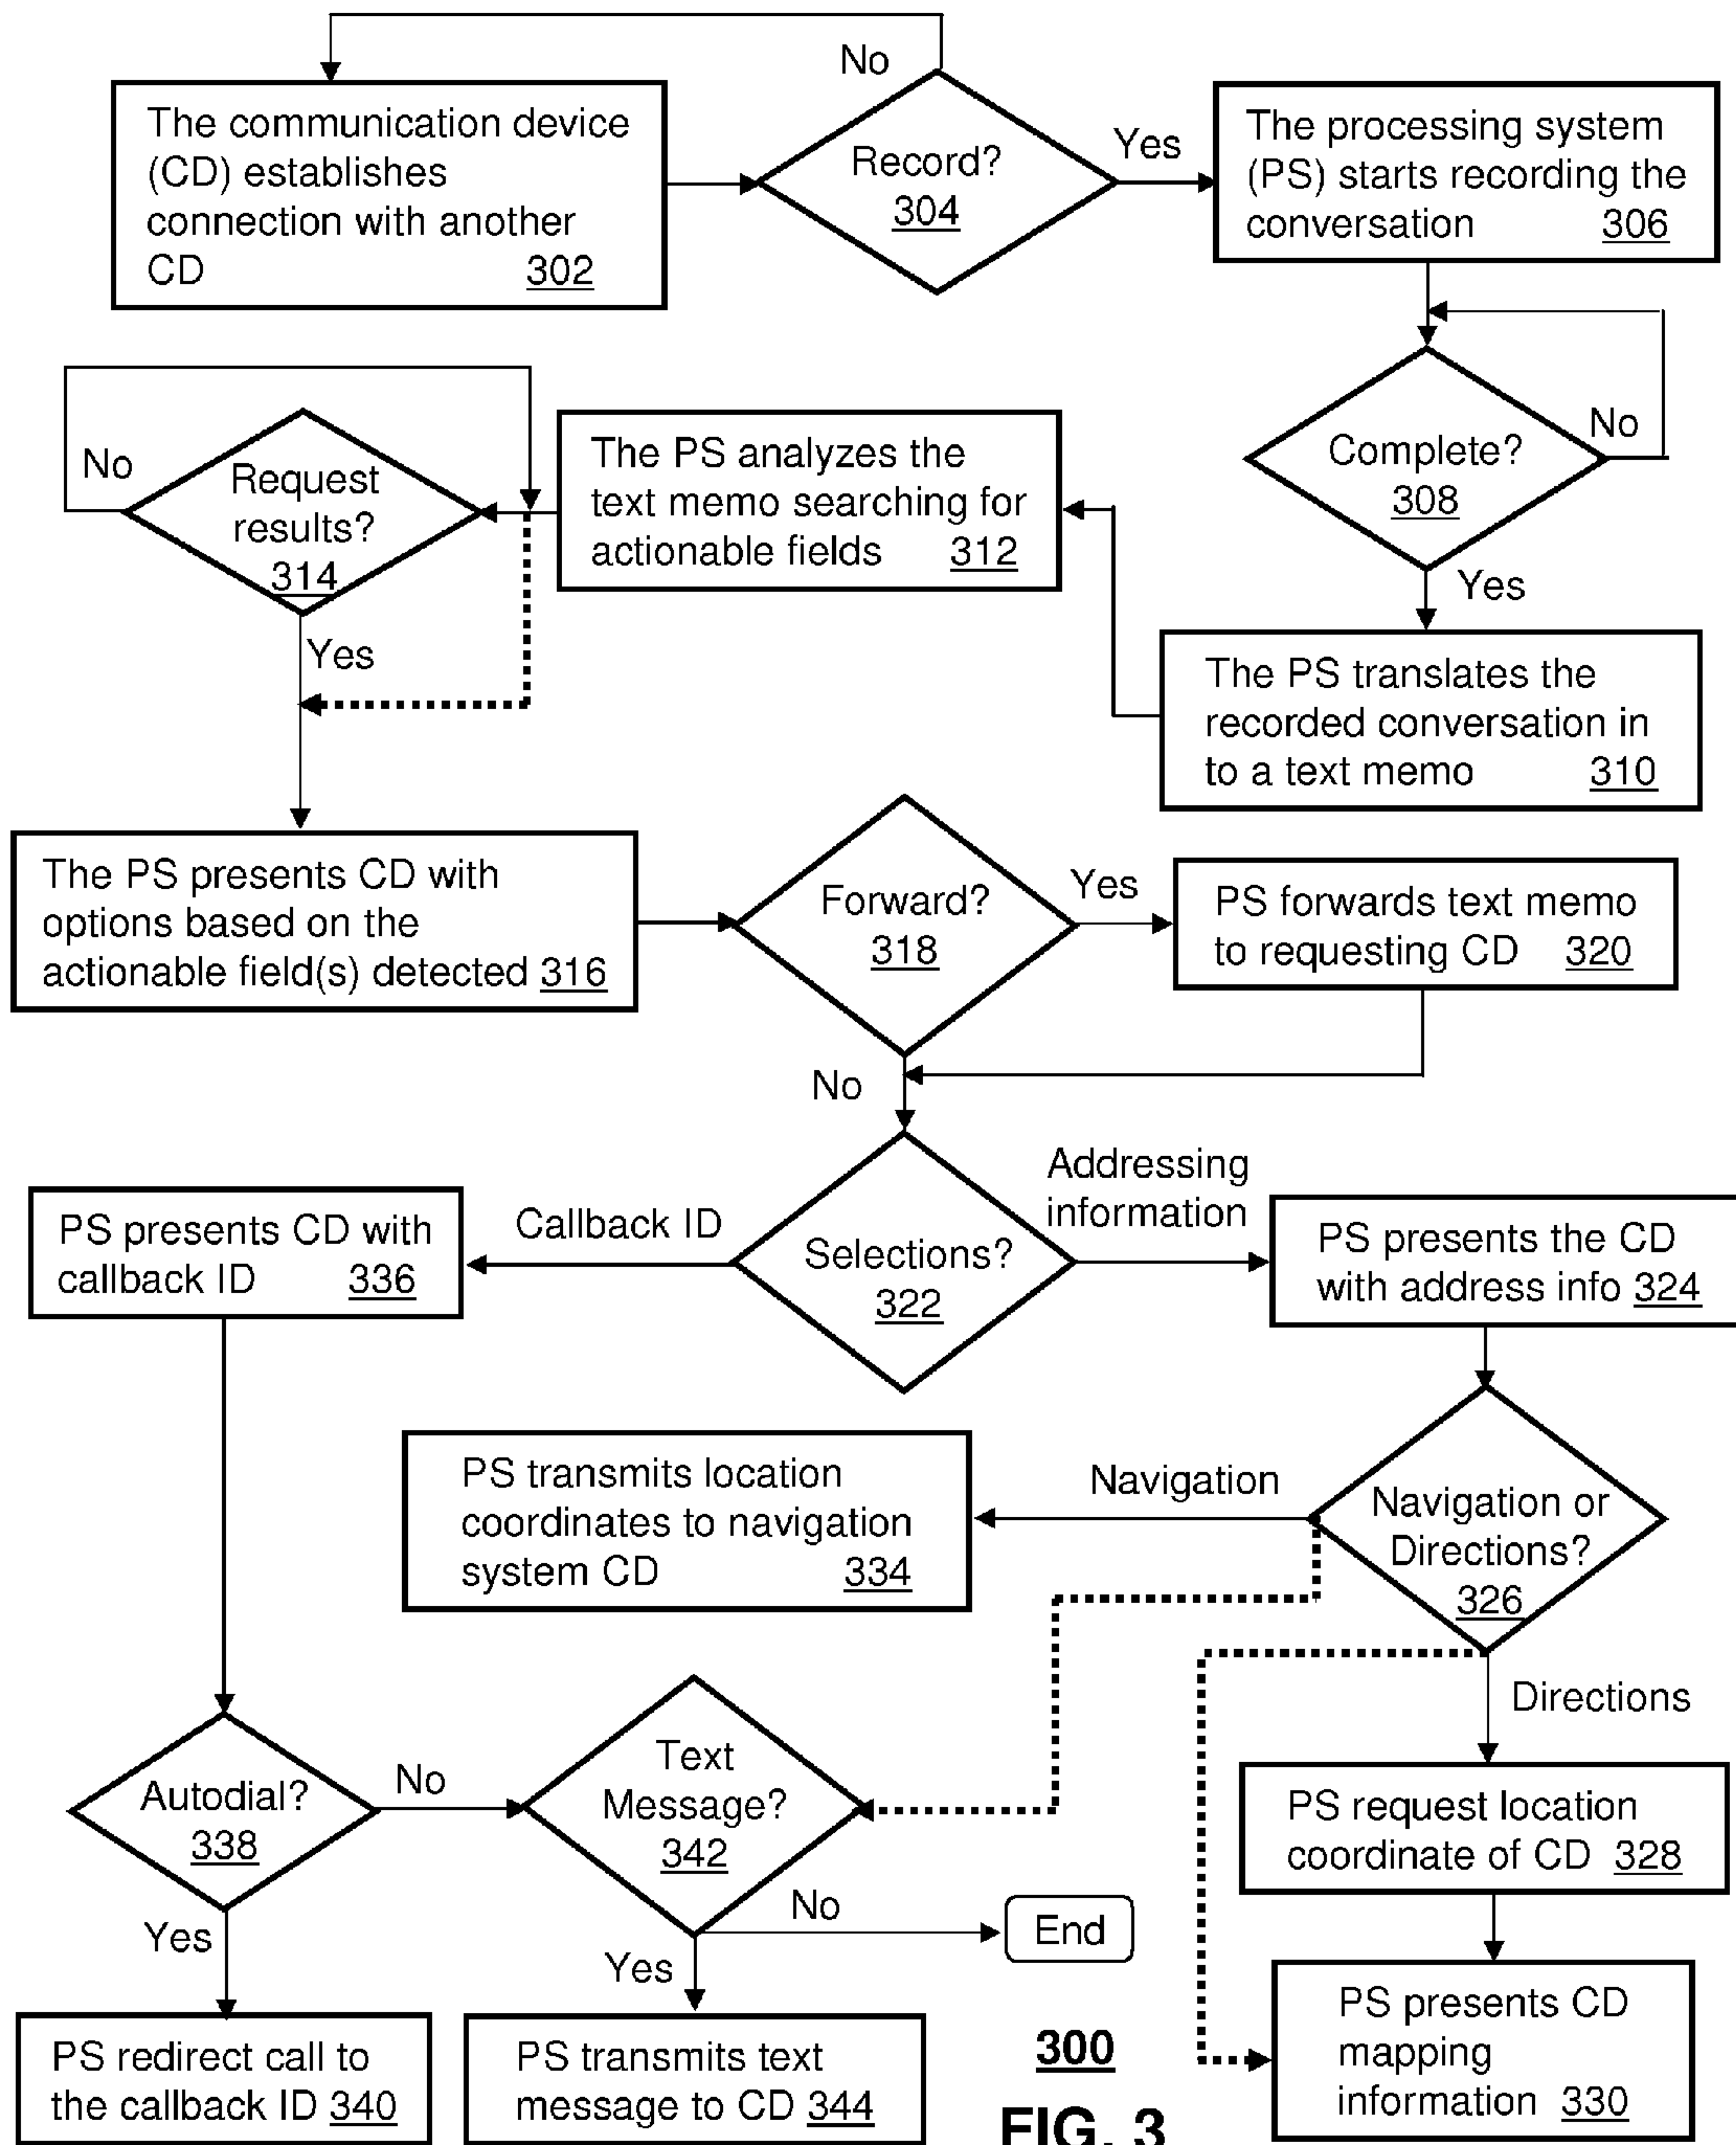 No
The communication device
(CD) establishes
connection with another
CD 302
Record?
304
Yes
The processing system
(PS) starts recording the
conversation 306
No
Request
results?
314
Yes
The PS analyzes the
text memo searching for
actionable fields 312
Complete?
308
No
Yes
The PS translates the
recorded conversation in
to a text memo 310
The PS presents CD with
options based on the
actionable field(s) detected 316
Forward?
318
Yes
PS forwards text memo
to requesting CD 320
No
Selections?
322
Callback ID
PS presents CD with
callback ID 336
Addressing
information
PS presents the CD
with address info 324
Navigation or
Directions?
326
Navigation
PS transmits location
coordinates to navigation
system CD 334
Directions
PS request location
coordinate of CD 328
PS presents CD
mapping
information 330
Autodial?
338
No
Text
Message?
342
No
End
Yes
PS redirect call to
the callback ID 340
Yes
PS transmits text
message to CD 344
300
FIG. 3